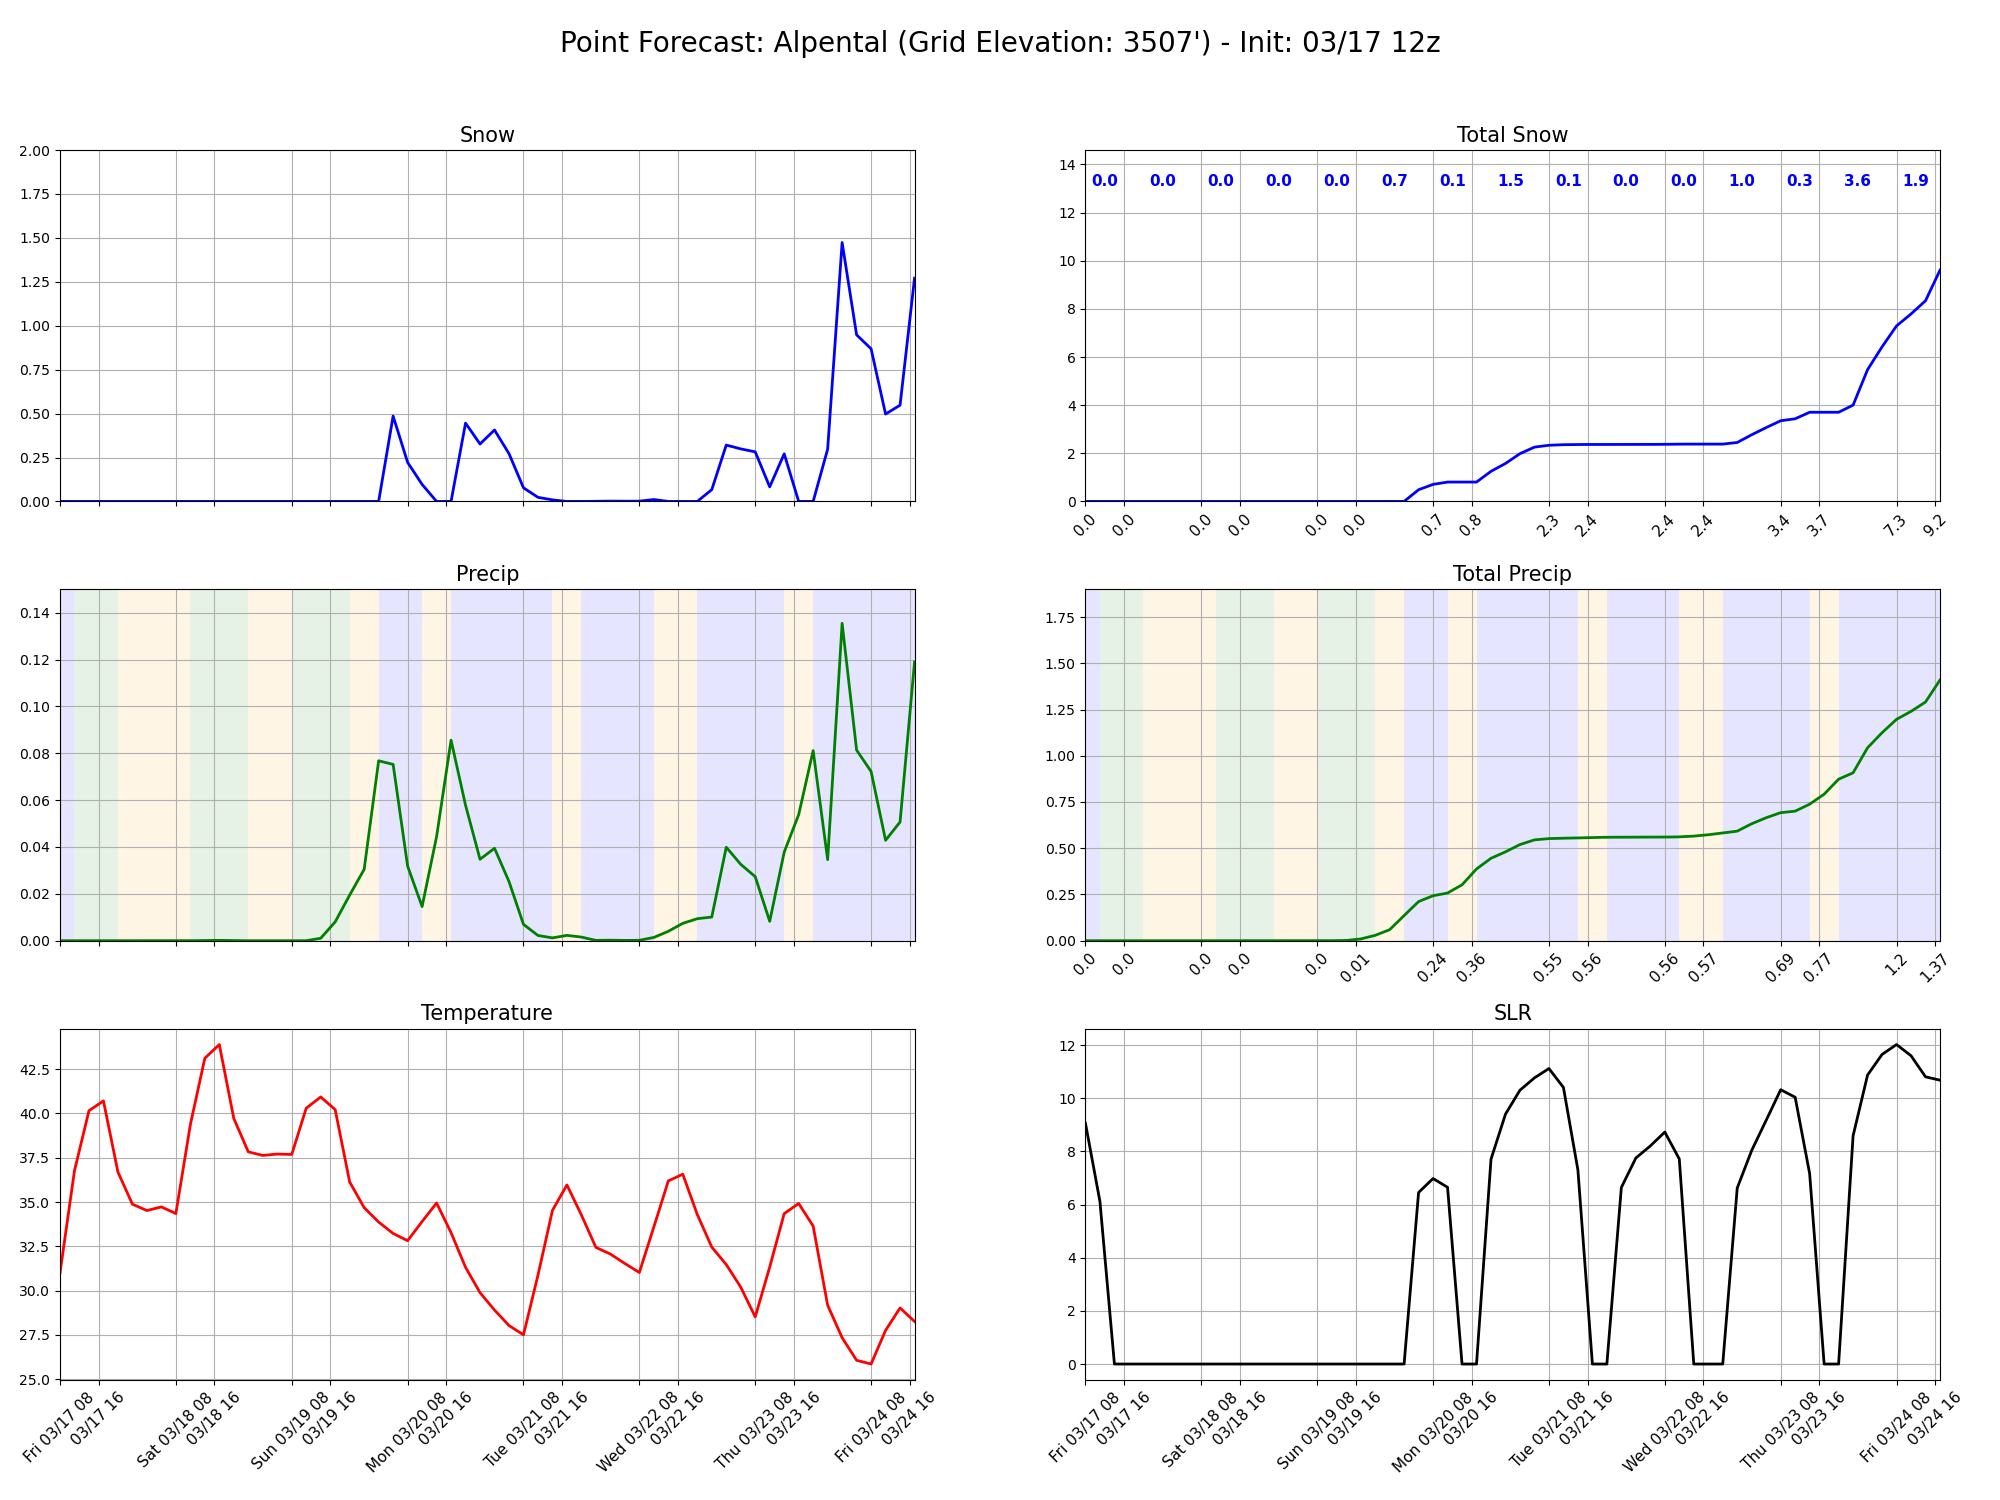 Point Forecast: Alpental (Grid Elevation: 3507') - Init: 03/17 12z
Snow
2.00
1.75
1.50
1.25
1.00
0.75
0.50
0.25
0.00
Total Snow
14
12
10
8
6
4
2
0
0.0 0.0 0.0 0.0 0.0 0.7 0.1 1.5 0.1 0.0 0.0 1.0 0.3 3.6 1.9
0.0 0.0 0.0 0.0 0.0 0.0 0.7 0.8 2.3 2.4 2.4 2.4 3.4 3.7 7.3 9.2
Precip
0.14
0.12
0.10
0.08
0.06
0.04
0.02
0.00
Total Precip
1.75
1.50
1.25
1.00
0.75
0.50
0.25
0.00
0.0 0.0 0.0 0.0 0.0 0.01 0.24 0.36 0.55 0.56 0.56 0.57 0.69 0.77 1.2 1.37
Temperature
42.5
40.0
37.5
35.0
32.5
30.0
27.5
25.0
Fri 03/17 08
03/17 16
Sat 03/18 08
03/18 16
Sun 03/19 08
03/19 16
Mon 03/20 08
03/20 16
Tue 03/21 08
03/21 16
Wed 03/22 08
03/22 16
Thu 03/23 08
03/23 16
Fri 03/24 08
03/24 16
SLR
12
10
8
6
4
2
0
Fri 03/17 08
03/17 16
Sat 03/18 08
03/18 16
Sun 03/19 08
03/19 16
Mon 03/20 08
03/20 16
Tue 03/21 08
03/21 16
Wed 03/22 08
03/22 16
Thu 03/23 08
03/23 16
Fri 03/24 08
03/24 16